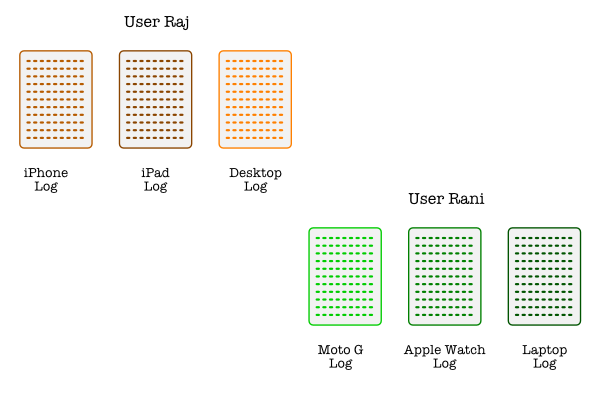 User Raj
iPhone
Log
iPad
Log
Desktop
Log
User Rani
Moto G
Log
Apple Watch
Log
Laptop
Log